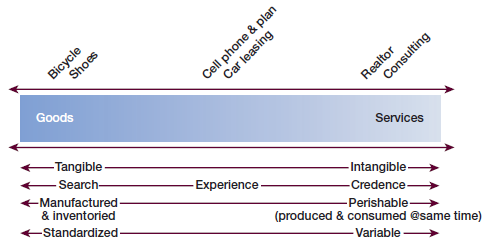 Bicycle
Shoes
Cell phone & plan
Car leasing
Realtor
Consulting
Goods
Services
Tangible
Intangible
Search
Experience
Credence
Manufactured
& inventoried
Perishable
(produced & consumed @same time)
Standardized
Variable